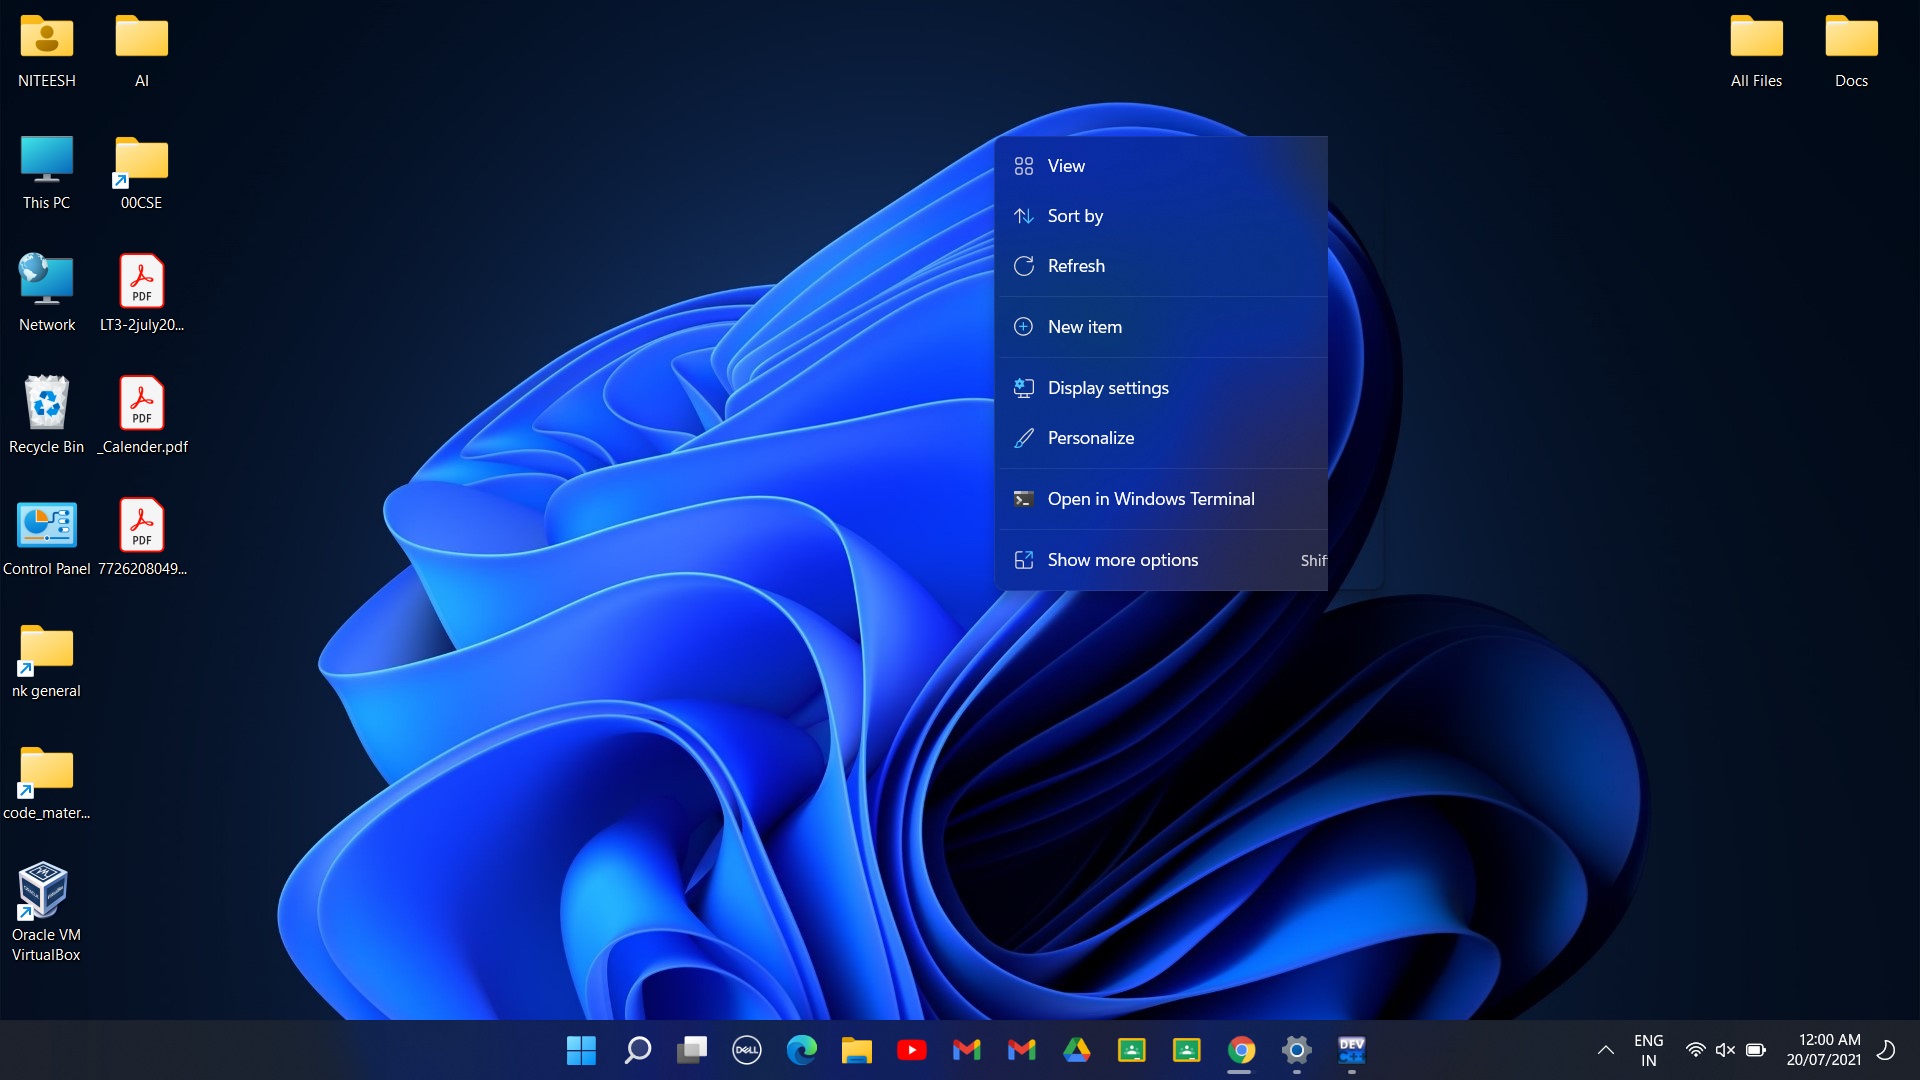 NITEESH
AI
This PC
00CSE
Network
LT3-2july20...
PDF
Recycle Bin
_Calender.pdf
PDF
Control Panel
7726208049...
PDF
nk general
code_mater...
Oracle VM
VirtualBox
All Files
Docs
View
Sort by
Refresh
New item
Display settings
Personalize
Open in Windows Terminal
Show more options
Shif
DELL
DEV
ENG
IN
12:00 AM
20/07/2021